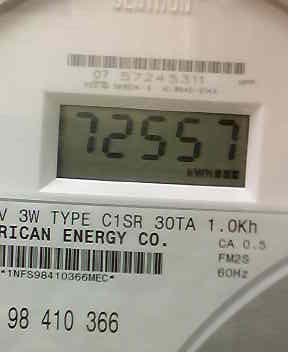 07 57245311
72557
kWh
V 3W TYPE C1SR 30TA 1.0Kh
RICAN ENERGY CO.
CA 0.5
FM2S
60Hz
*1NFS98410366MEC*
98 410 366